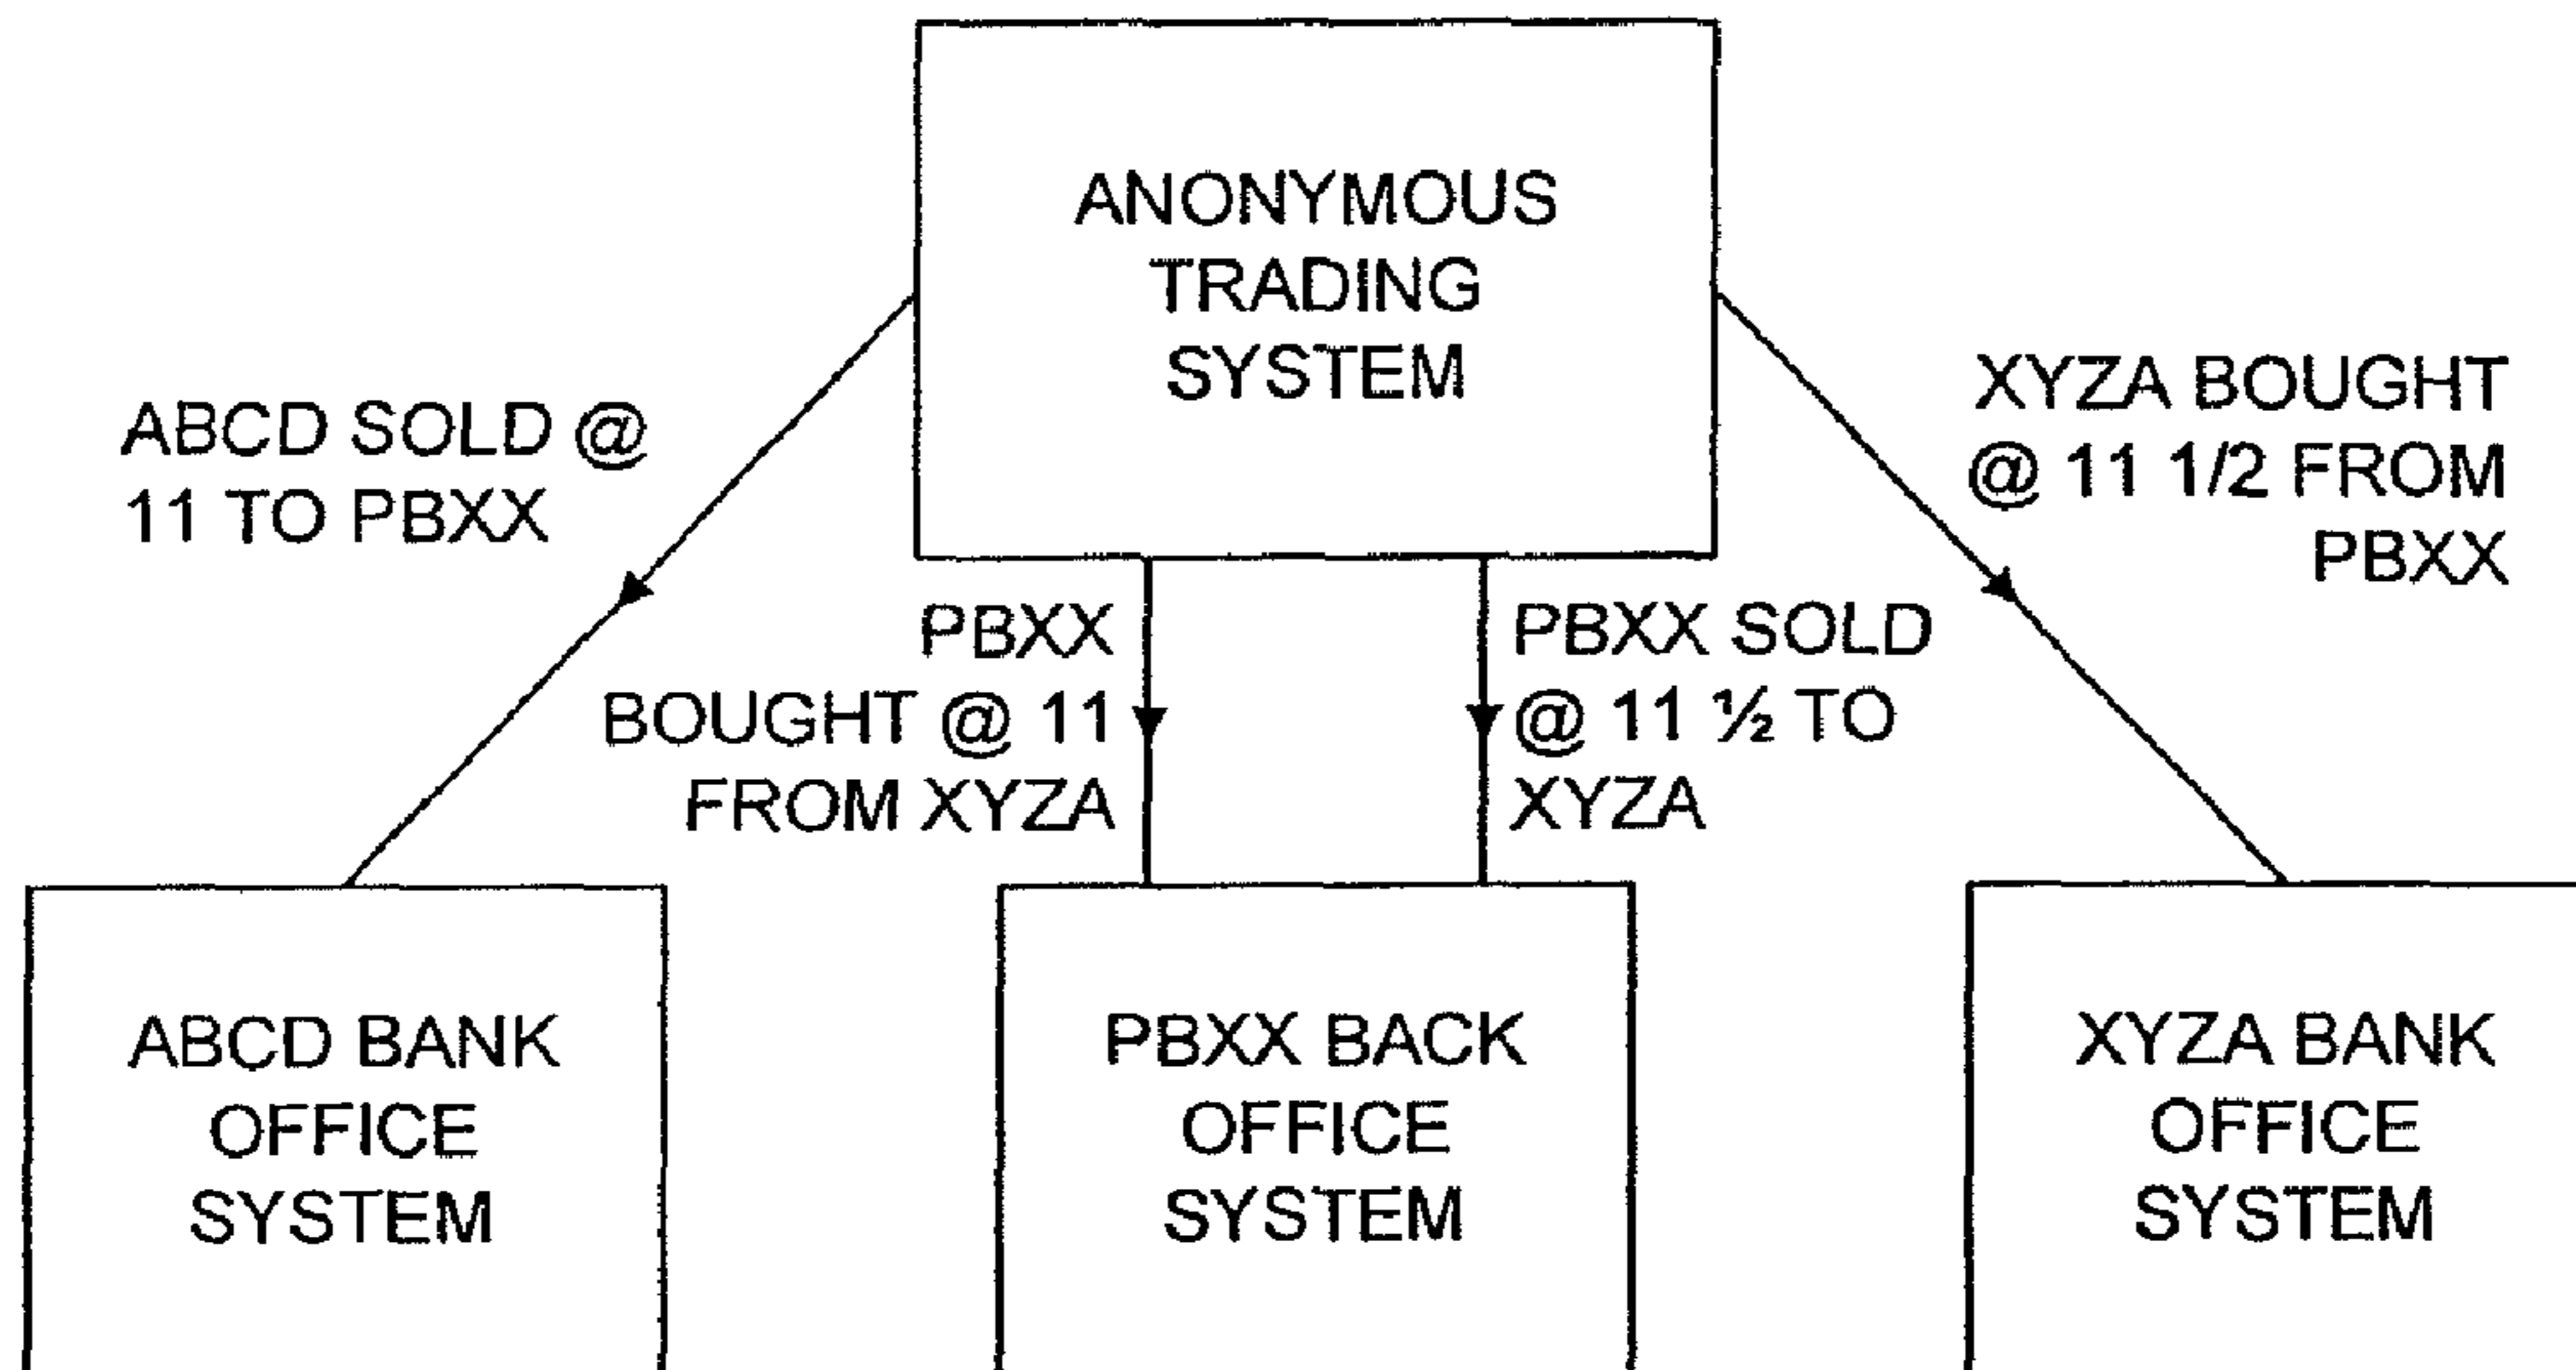 ANONYMOUS
TRADING
SYSTEM
ABCD SOLD @
11 TO PBXX
XYZA BOUGHT
@ 11 1/2 FROM
PBXX
PBXX
BOUGHT @ 11
FROM XYZA
PBXX SOLD
@ 11 ½ TO
XYZA
ABCD BANK
OFFICE
SYSTEM
PBXX BACK
OFFICE
SYSTEM
XYZA BANK
OFFICE
SYSTEM